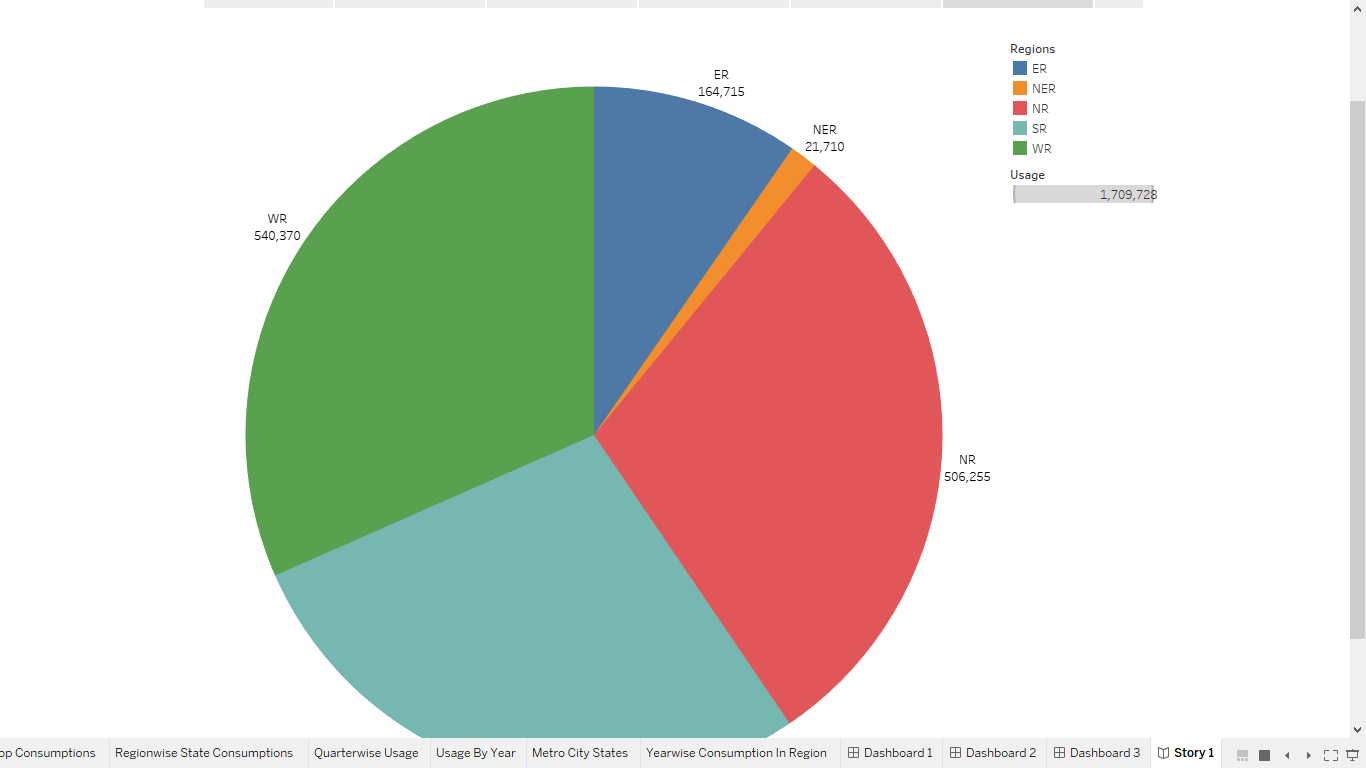 Regions
ER
NER
NR
SR
WR
Usage
1,709,728
ER
164,715
NER
21,710
WR
540,370
NR
506,255
op Consumptions
Regionwise State Consumptions
Quarterwise Usage
Usage By Year
Metro City States
Yearwise Consumption In Region
Dashboard 1
Dashboard 2
Dashboard 3
Story 1